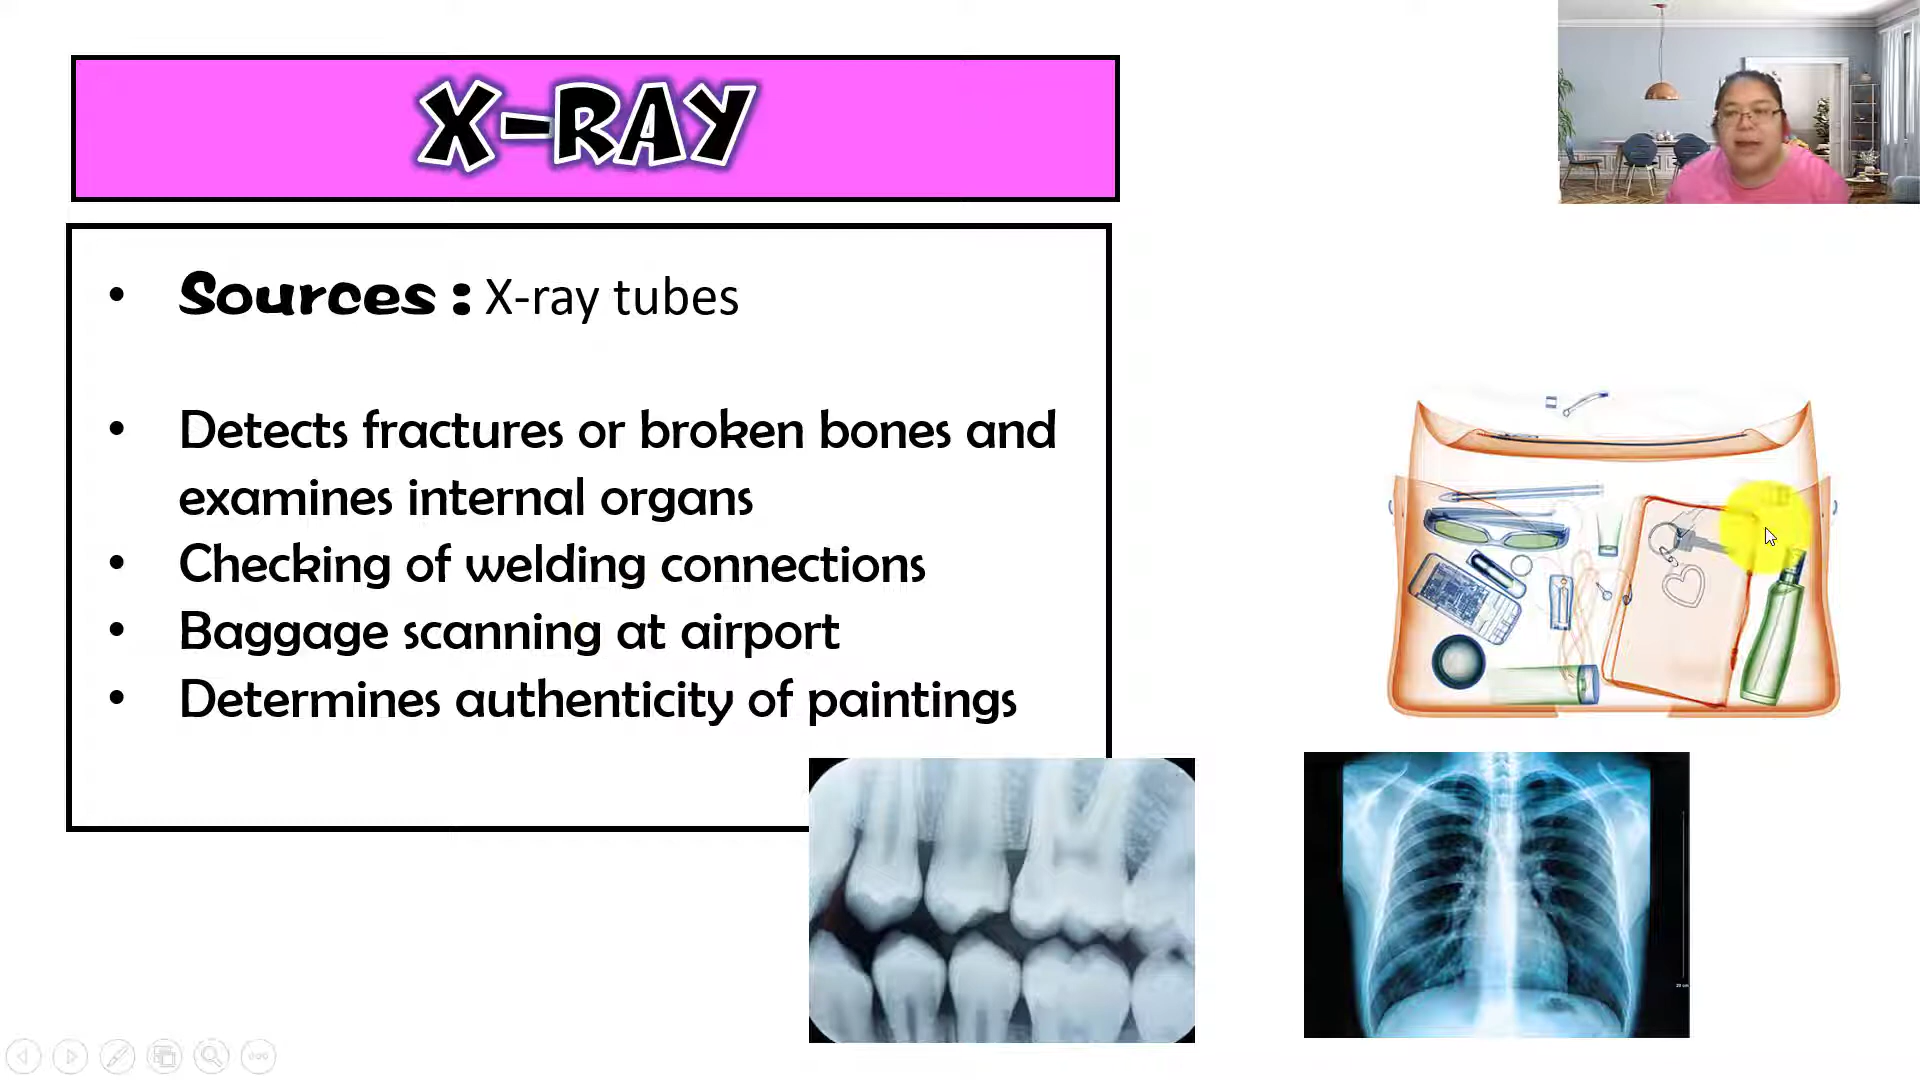 X-RAY
• Sources : X-ray tubes
• Detects fractures or broken bones and
examines internal organs
• Checking of welding connections
• Baggage scanning at airport
• Determines authenticity of paintings